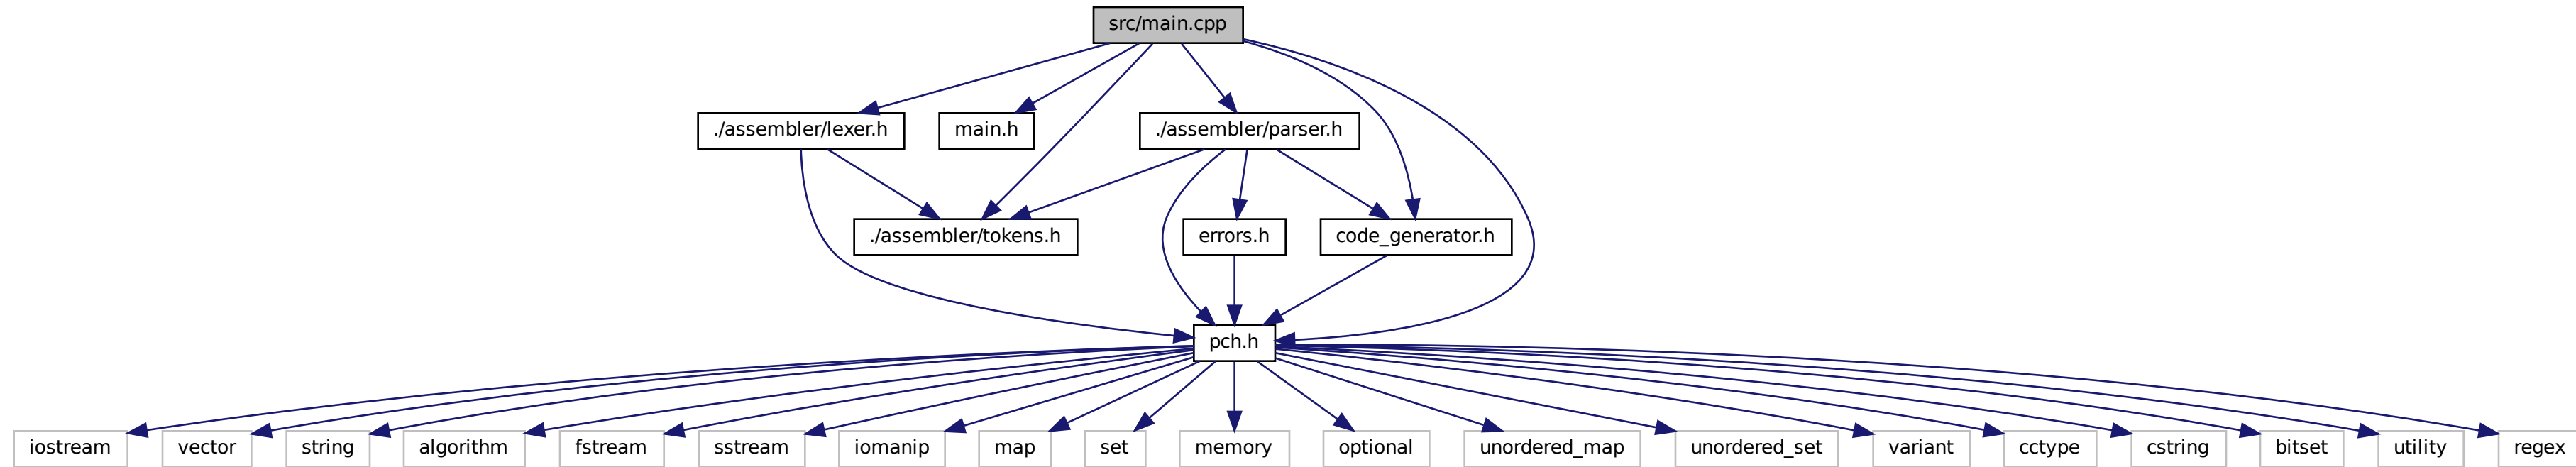 src/main.cpp
./assembler/lexer.h
main.h
./assembler/parser.h
./assembler/tokens.h
errors.h
code_generator.h
pch.h
iostream
vector
string
algorithm
fstream
sstream
iomanip
map
set
memory
optional
unordered_map
unordered_set
variant
cctype
cstring
bitset
utility
regex